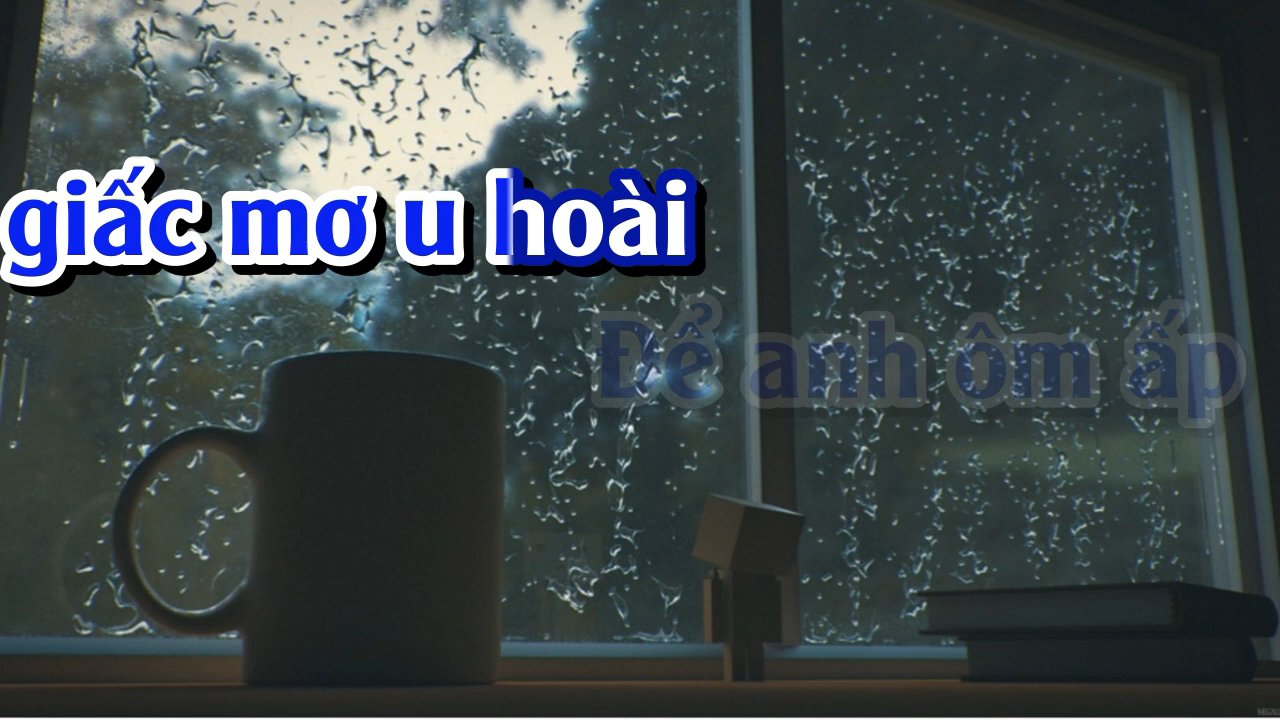 giấc mơ u hoài
Để anh ôm ấp